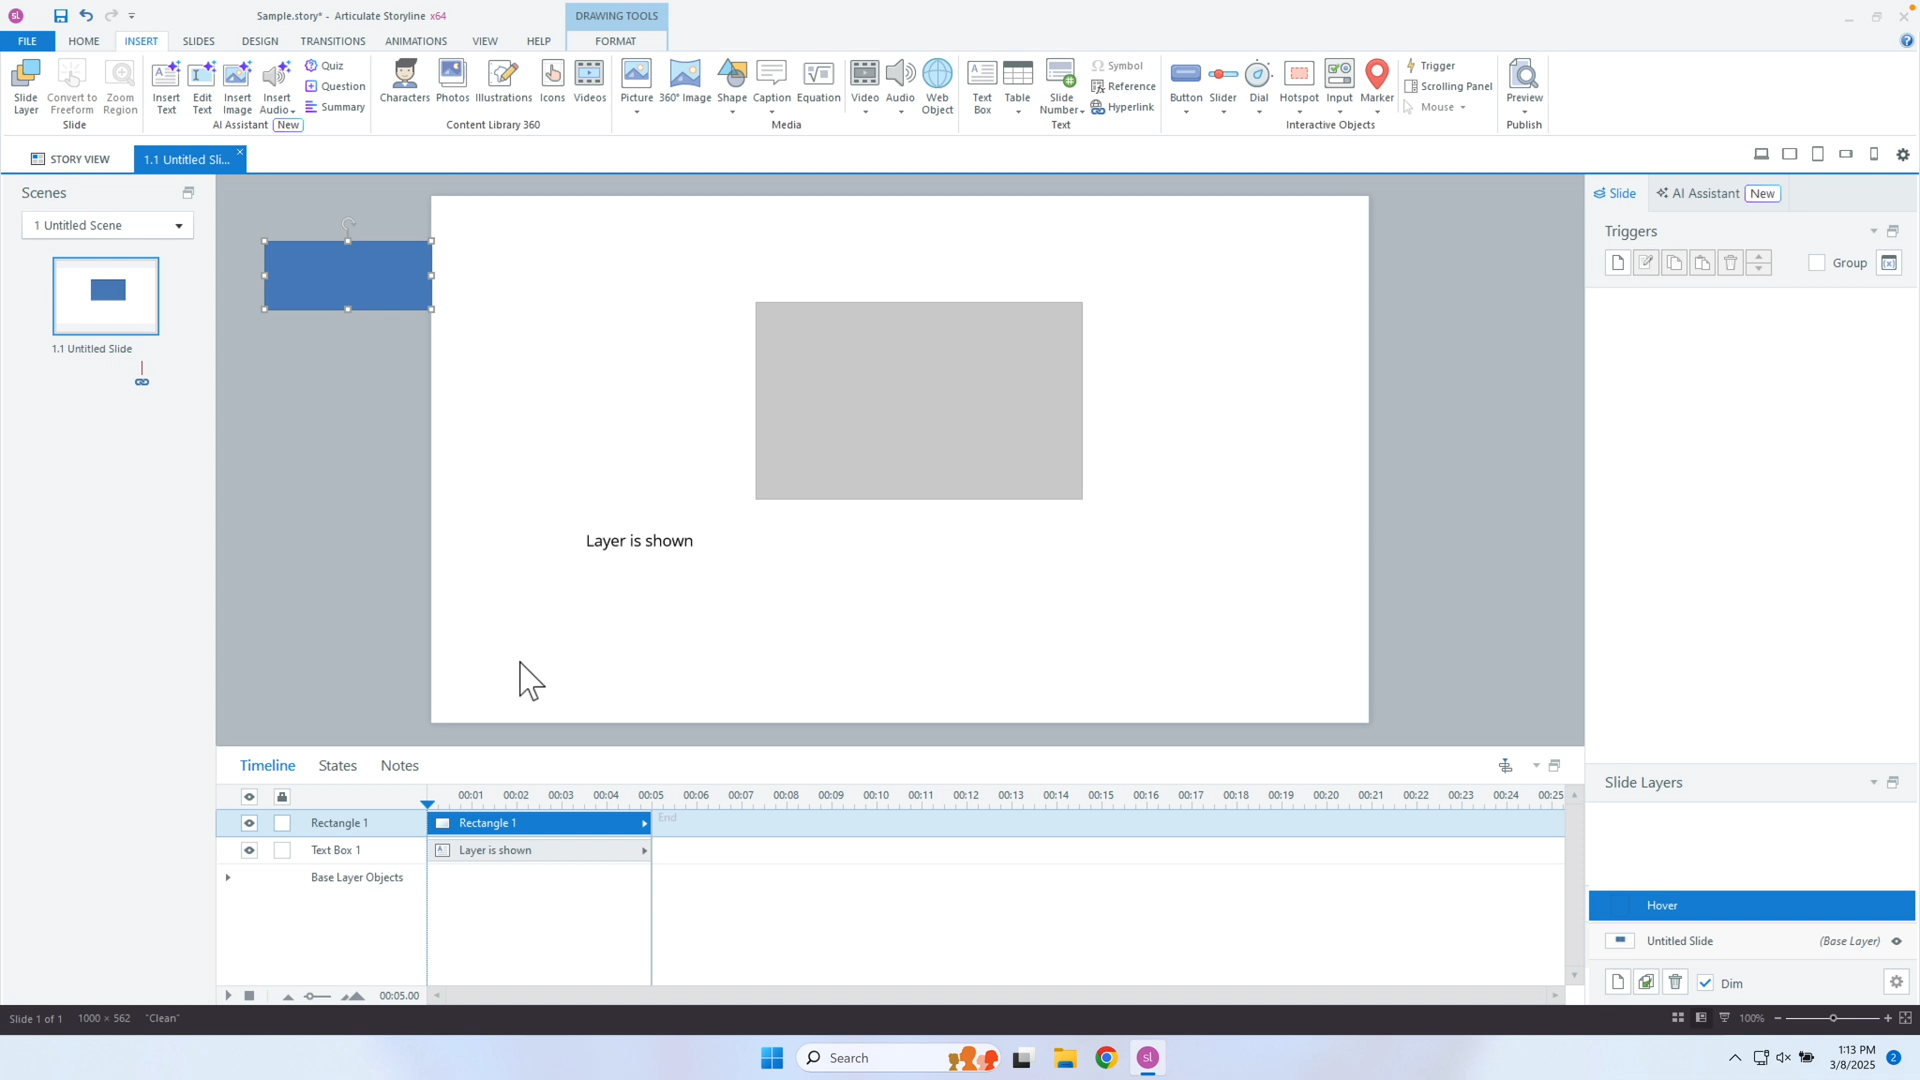 sl Sample.story* - Articulate Storyline x64 DRAWING TOOLS
FILE HOME INSERT SLIDES DESIGN TRANSITIONS ANIMATIONS VIEW HELP FORMAT
Slide Layer
Convert to Freeform
Zoom Region
Slide
Insert Text
Edit Text
Insert Image
Insert Audio
Quiz
Question
Summary
AI Assistant New
Characters
Photos
Illustrations
Icons
Videos
Content Library 360
Picture
360° Image
Shape
Caption
Equation
Video
Audio
Web Object
Media
Text Box
Table
Slide Number
Symbol
Reference
Hyperlink
Text
Button
Slider
Dial
Hotspot
Input
Marker
Trigger
Scrolling Panel
Mouse
Interactive Objects
Preview
Publish
STORY VIEW
1.1 Untitled Sli...
Scenes
1 Untitled Scene
1.1 Untitled Slide
Layer is shown
Slide
AI Assistant New
Triggers
Group
Timeline States Notes
00:01 00:02 00:03 00:04 00:05 00:06 00:07 00:08 00:09 00:10 00:11 00:12 00:13 00:14 00:15 00:16 00:17 00:18 00:19 00:20 00:21 00:22 00:23 00:24 00:25
Rectangle 1 Rectangle 1 End
Text Box 1 Layer is shown
Base Layer Objects
00:05.00
Slide Layers
Hover
Untitled Slide (Base Layer)
Dim
Slide 1 of 1 1000 × 562 "Clean" 100%
Search
sl
1:13 PM
3/8/2025
2